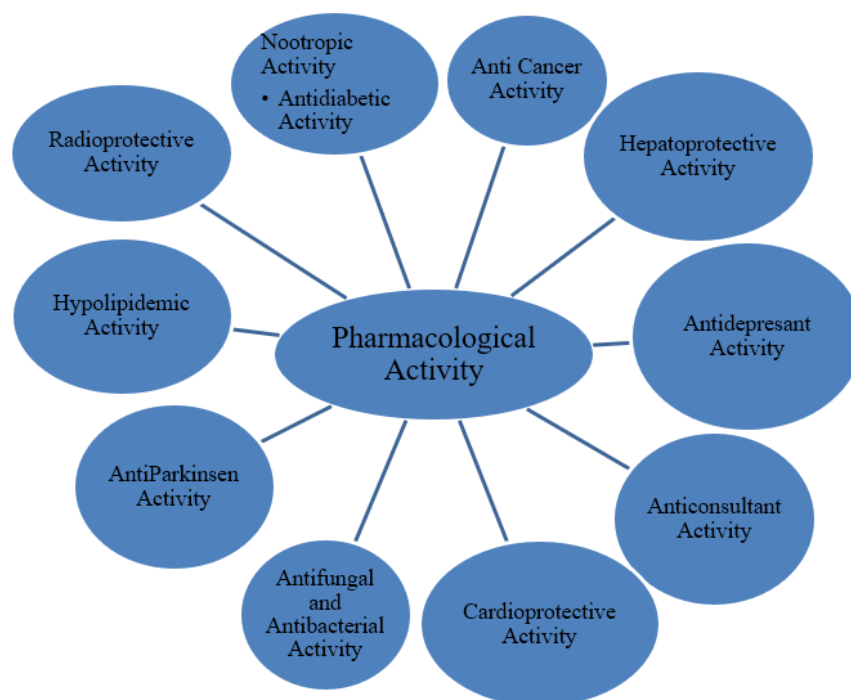 Nootropic
Activity
• Antidiabetic
Activity
Anti Cancer
Activity
Hepatoprotective
Activity
Antidepresant
Activity
Anticonsultant
Activity
Cardioprotective
Activity
Antifungal
and
Antibacterial
Activity
AntiParkinsen
Activity
Hypolipidemic
Activity
Radioprotective
Activity
Pharmacological
Activity